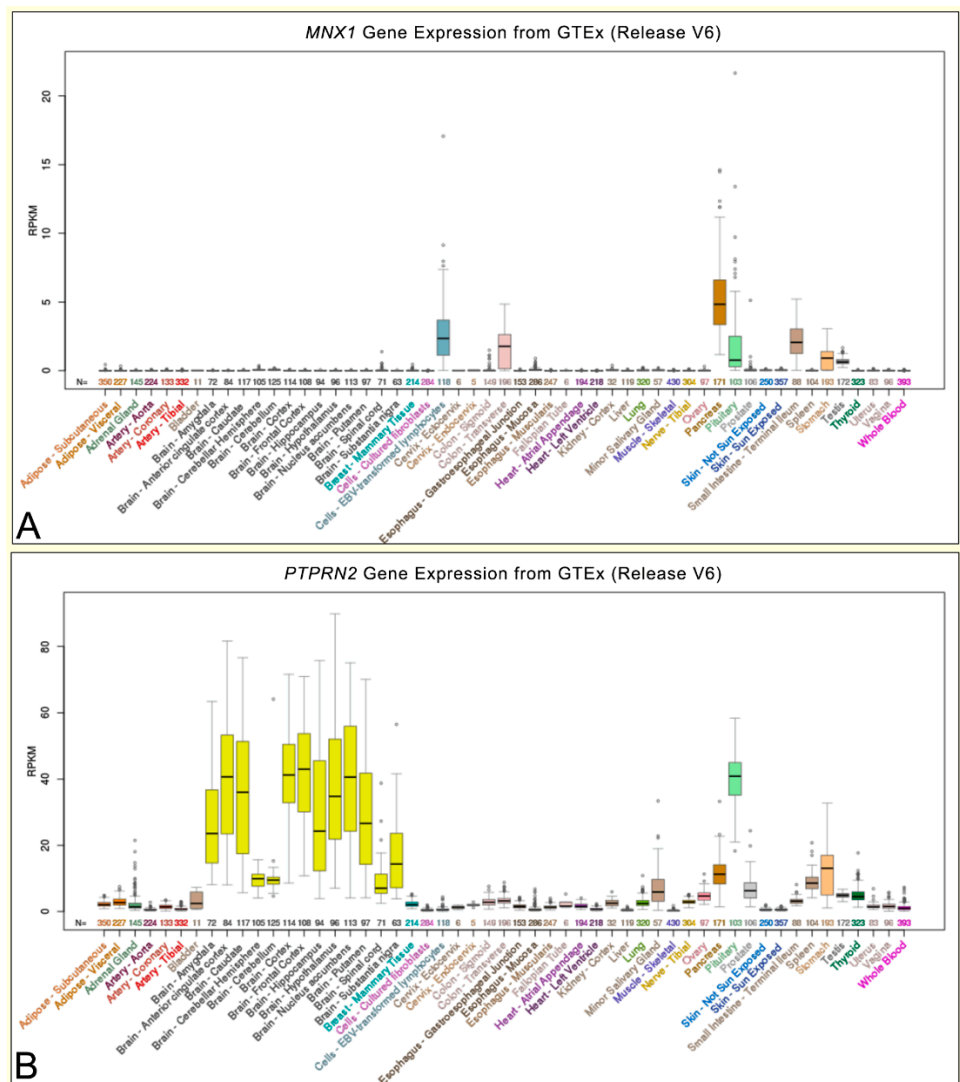 MNX1 Gene Expression from GTEx (Release V6)
20
15
10
5
0
RPKM
N= 350 227 145 224 133 332 11 72 84 117 105 125 114 108 94 96 113 97 71 63 214 284 118 6 5 149 196 153 286 247 6 194 218 32 119 320 57 430 304 97 171 103 106 250 357 88 104 193 172 323 83 96 393
Adipose - Subcutaneous
Adipose - Visceral
Adrenal Gland
Artery - Aorta
Artery - Coronary
Artery - Tibial
Bladder
Brain - Amygdala
Brain - Anterior cingulate cortex
Brain - Caudate
Brain - Cerebellar Hemisphere
Brain - Cerebellum
Brain - Cortex
Brain - Frontal Cortex
Brain - Hippocampus
Brain - Hypothalamus
Brain - Nucleus accumbens
Brain - Putamen
Brain - Spinal cord
Brain - Substantia nigra
Breast - Mammary Tissue
Cells - Cultured fibroblasts
Cells - EBV-transformed lymphocytes
Cervix - Ectocervix
Cervix - Endocervix
Colon - Sigmoid
Colon - Transverse
Esophagus - Gastroesophageal Junction
Esophagus - Mucosa
Esophagus - Muscularis
Fallopian Tube
Heart - Atrial Appendage
Heart - Left Ventricle
Kidney - Cortex
Liver
Lung
Minor Salivary Gland
Muscle - Skeletal
Nerve - Tibial
Ovary
Pancreas
Pituitary
Prostate
Skin - Not Sun Exposed
Skin - Sun Exposed
Small Intestine - Terminal Ileum
Spleen
Stomach
Testis
Thyroid
Uterus
Vagina
Whole Blood
A
PTPRN2 Gene Expression from GTEx (Release V6)
80
60
40
20
0
RPKM
N= 350 227 145 224 133 332 11 72 84 117 105 125 114 108 94 96 113 97 71 63 214 284 118 6 5 149 196 153 286 247 6 194 218 32 119 320 57 430 304 97 171 103 106 250 357 88 104 193 172 323 83 96 393
Adipose - Subcutaneous
Adipose - Visceral
Adrenal Gland
Artery - Aorta
Artery - Coronary
Artery - Tibial
Bladder
Brain - Amygdala
Brain - Anterior cingulate cortex
Brain - Caudate
Brain - Cerebellar Hemisphere
Brain - Cerebellum
Brain - Cortex
Brain - Frontal Cortex
Brain - Hippocampus
Brain - Hypothalamus
Brain - Nucleus accumbens
Brain - Putamen
Brain - Spinal cord
Brain - Substantia nigra
Breast - Mammary Tissue
Cells - Cultured fibroblasts
Cells - EBV-transformed lymphocytes
Cervix - Ectocervix
Cervix - Endocervix
Colon - Sigmoid
Colon - Transverse
Esophagus - Gastroesophageal Junction
Esophagus - Mucosa
Esophagus - Muscularis
Fallopian Tube
Heart - Atrial Appendage
Heart - Left Ventricle
Kidney - Cortex
Liver
Lung
Minor Salivary Gland
Muscle - Skeletal
Nerve - Tibial
Ovary
Pancreas
Pituitary
Prostate
Skin - Not Sun Exposed
Skin - Sun Exposed
Small Intestine - Terminal Ileum
Spleen
Stomach
Testis
Thyroid
Uterus
Vagina
Whole Blood
B